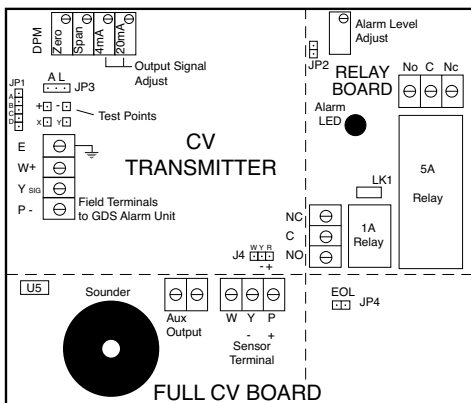 DPM
Zero
Span
4mA
20mA
Output Signal
Adjust
Alarm Level
Adjust
JP2
RELAY
BOARD
No C Nc
JP1
A
B
C
D
A L
JP3
+ -
X Y
Test Points
Alarm
LED
CV
TRANSMITTER
E
W+
Y SIG
P -
Field Terminals
to GDS Alarm Unit
5A
Relay
LK1
1A
Relay
NC
C
NO
J4
W Y R
- +
U5
Sounder
Aux
Output
W Y P
- +
Sensor
Terminal
EOL
JP4
FULL CV BOARD